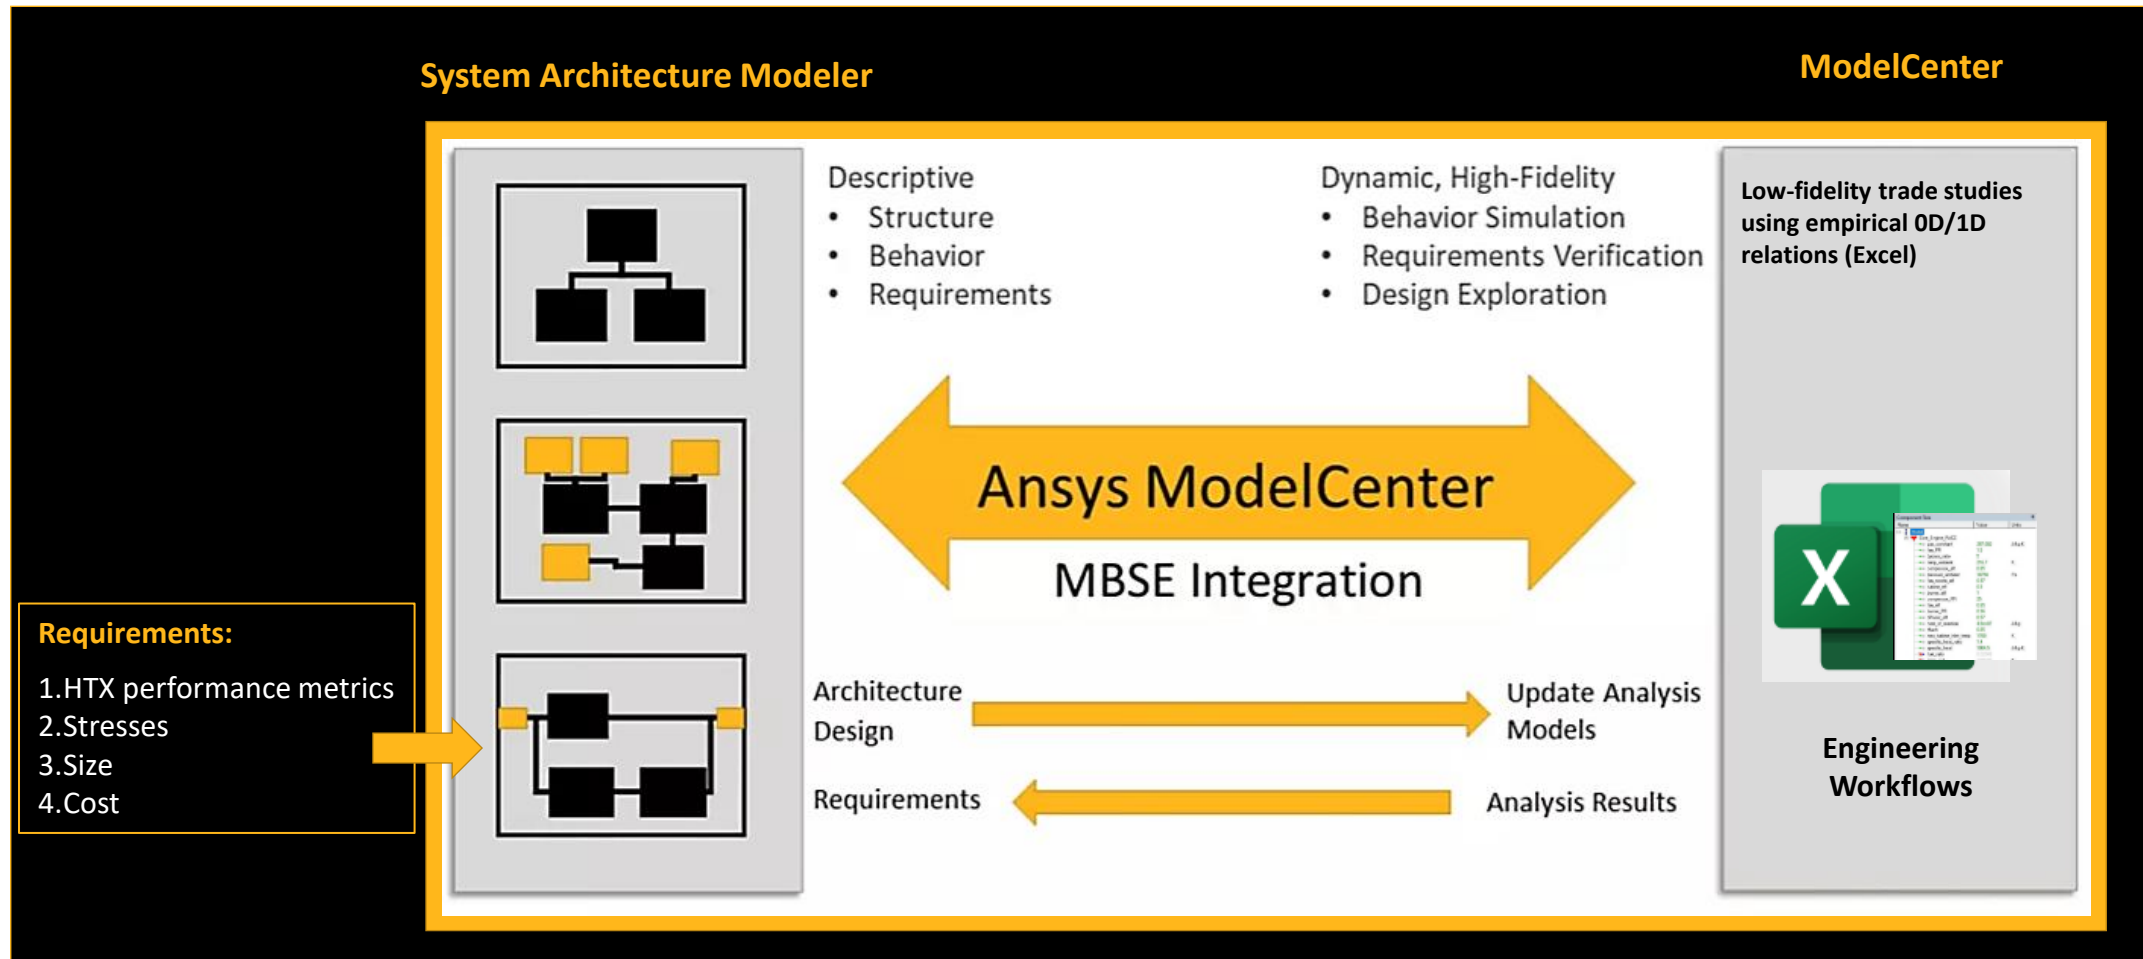 System Architecture Modeler
ModelCenter
Descriptive
• Structure
• Behavior
• Requirements
Dynamic, High-Fidelity
• Behavior Simulation
• Requirements Verification
• Design Exploration
Low-fidelity trade studies
using empirical 0D/1D
relations (Excel)
Ansys ModelCenter
MBSE Integration
X
Requirements:
1.HTX performance metrics
2.Stresses
3.Size
4.Cost
Architecture
Design
Update Analysis
Models
Requirements
Analysis Results
Engineering
Workflows